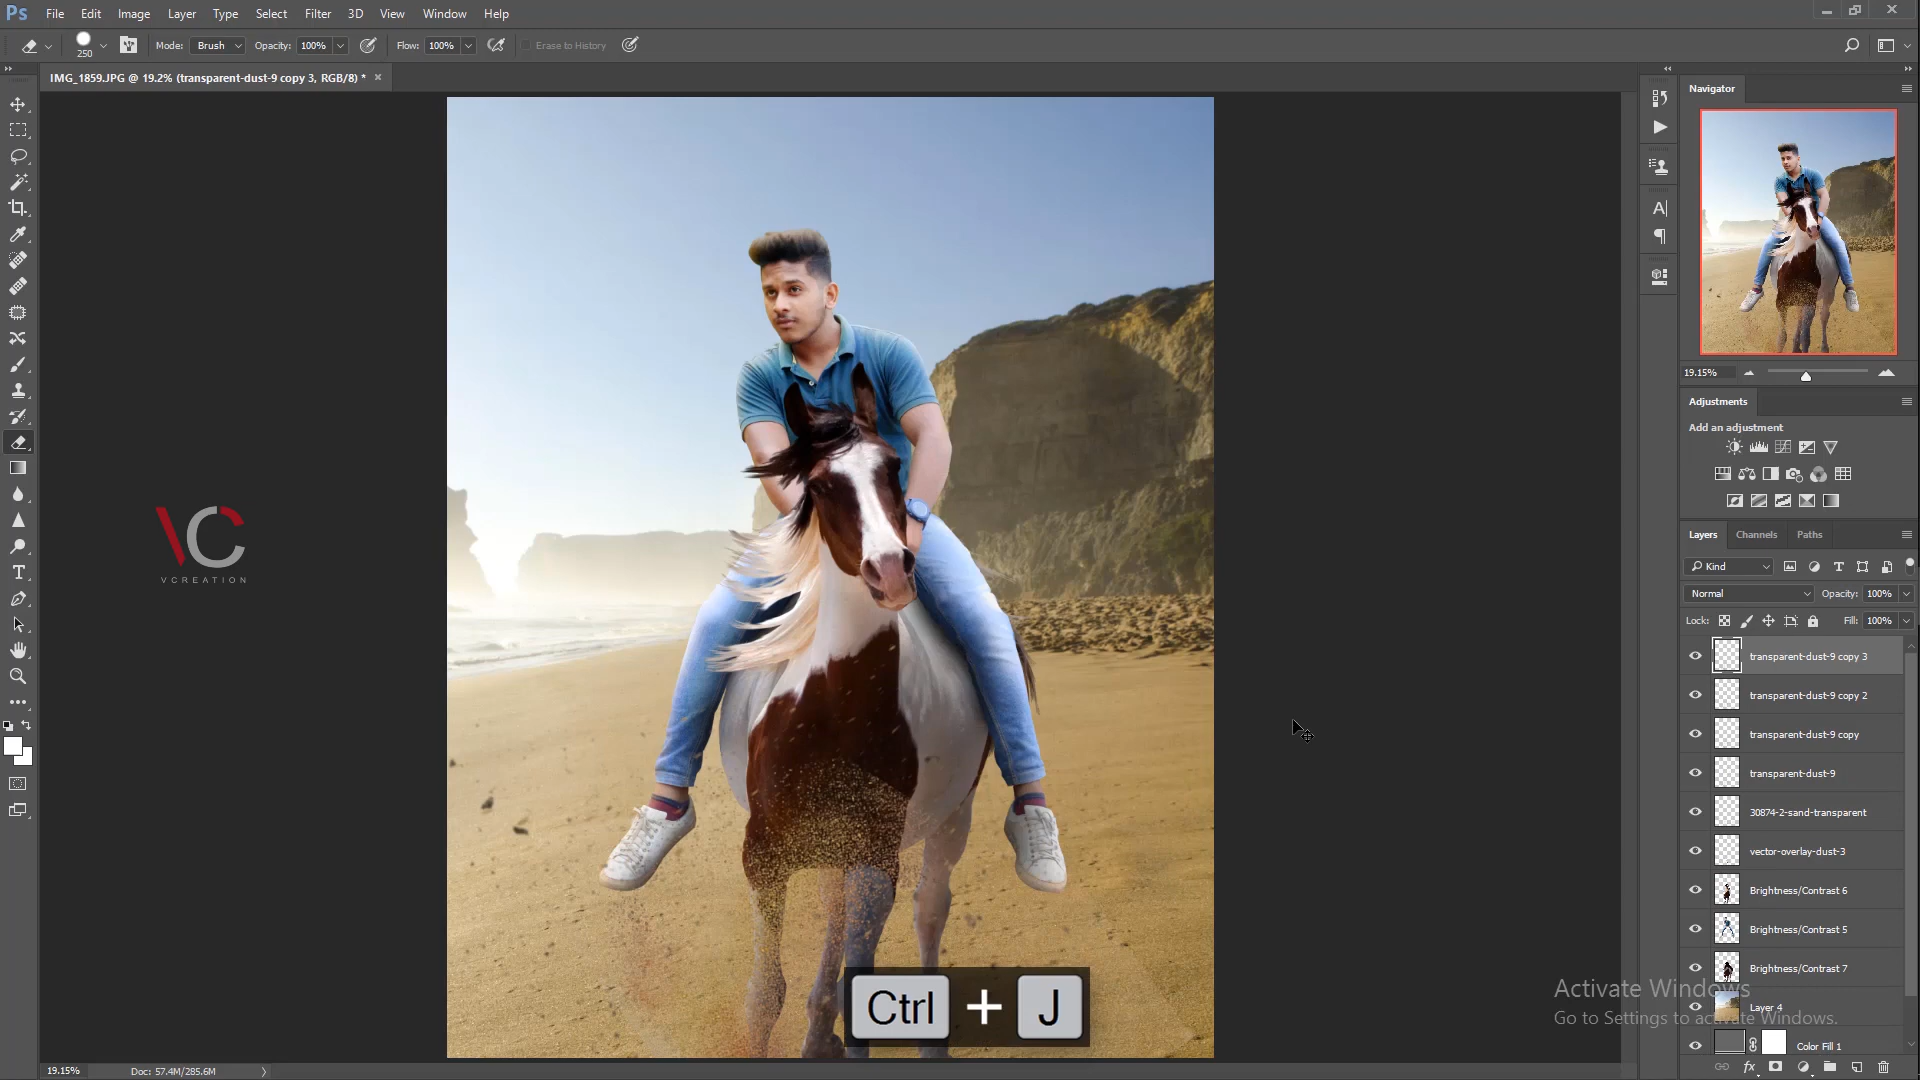 Ps File Edit Image Layer Type Select Filter 3D View Window Help
250 Mode: Brush Opacity: 100% Flow: 100% Erase to History
IMG_1859.JPG @ 19.2% (transparent-dust-9 copy 3, RGB/8) *
Navigator
19.15%
Adjustments
Add an adjustment
Layers Channels Paths
Kind
Normal Opacity: 100%
Lock: Fill: 100%
transparent-dust-9 copy 3
transparent-dust-9 copy 2
transparent-dust-9 copy
transparent-dust-9
30874-2-sand-transparent
vector-overlay-dust-3
Brightness/Contrast 6
Brightness/Contrast 5
Brightness/Contrast 7
Layer 4
Color Fill 1
VC
VCREATION
Ctrl + J
Activate Windows
Go to Settings to activate Windows.
19.15% Doc: 57.4M/285.6M